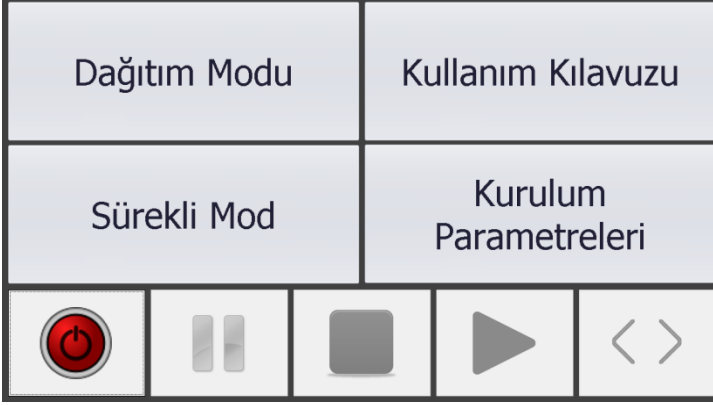 Dağıtım Modu
Kullanım Kılavuzu
Sürekli Mod
Kurulum
Parametreleri